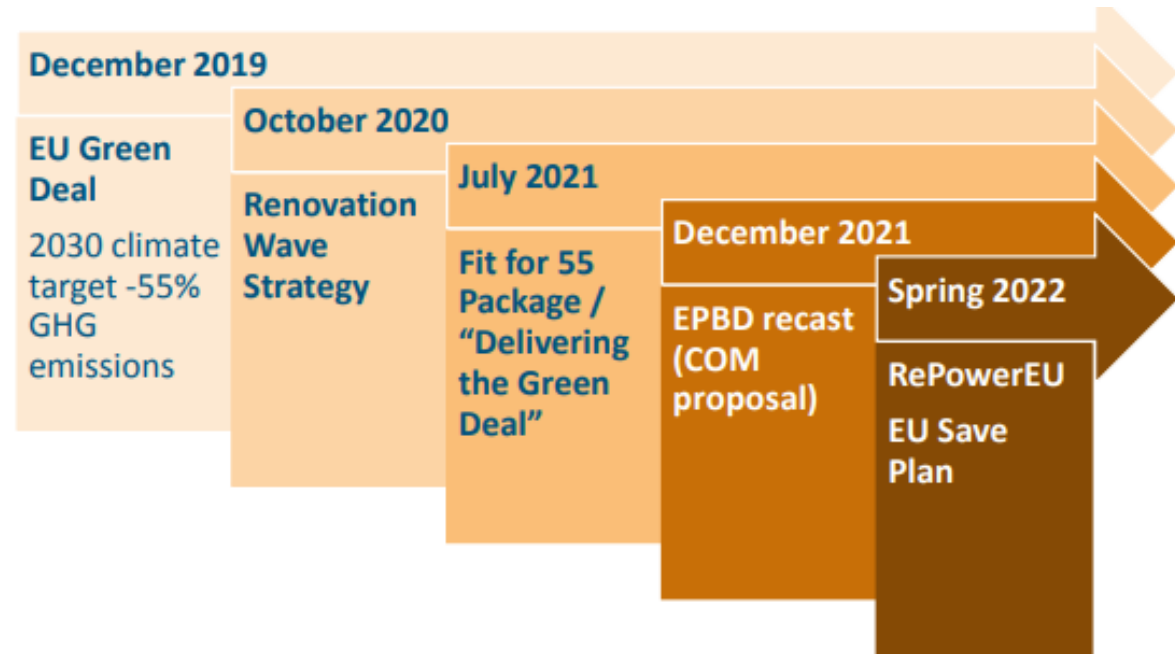 December 2019
EU Green
Deal
2030 climate
target -55%
GHG
emissions
October 2020
Renovation
Wave
Strategy
July 2021
Fit for 55
Package /
“Delivering
the Green
Deal”
December 2021
EPBD recast
(COM
proposal)
Spring 2022
RePowerEU
EU Save
Plan